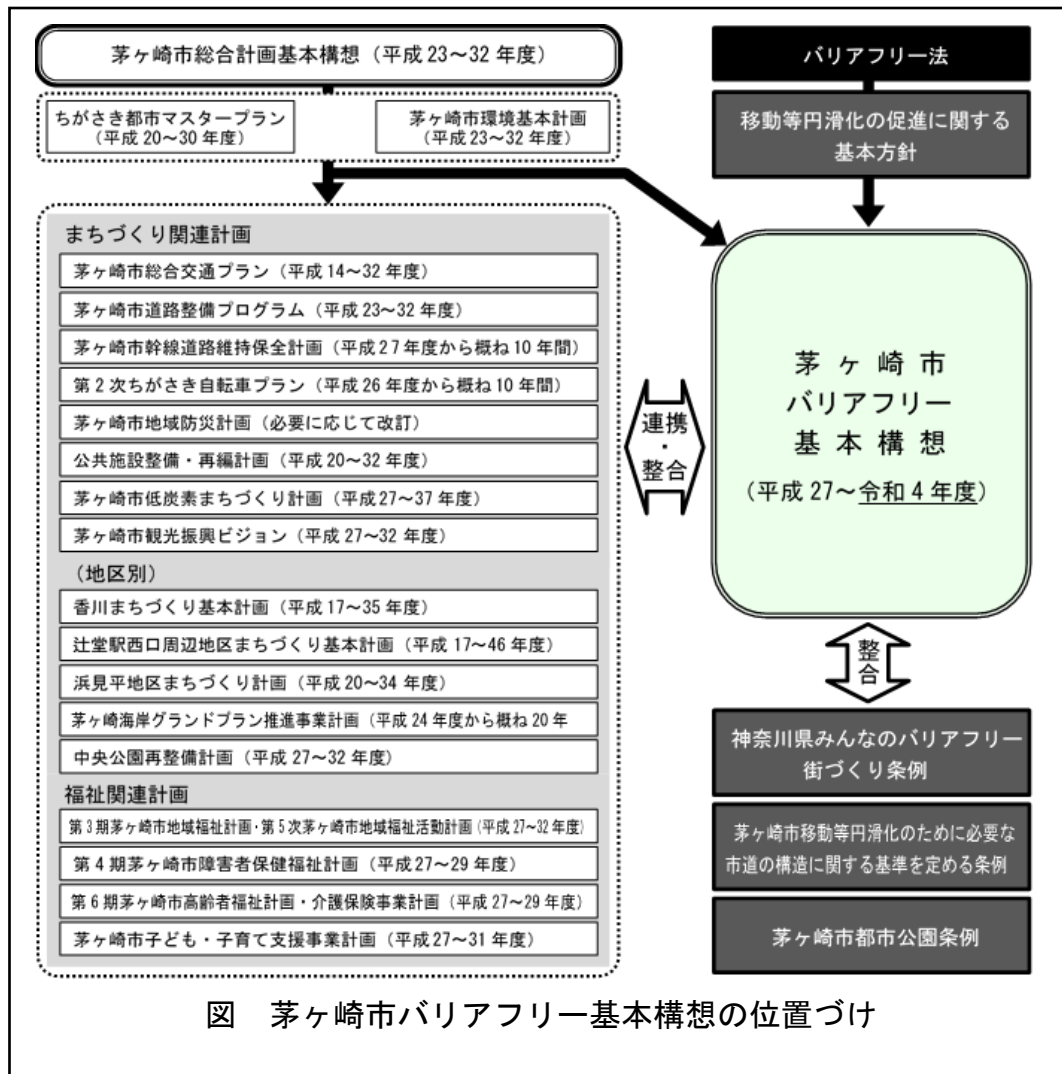 茅ヶ崎市総合計画基本構想（平成23～32年度）
ちがさき都市マスタープラン
（平成20～30年度）
茅ヶ崎市環境基本計画
（平成23～32年度）
バリアフリー法
移動等円滑化の促進に関する
基本方針
まちづくり関連計画
茅ヶ崎市総合交通プラン（平成14～32年度）
茅ヶ崎市道路整備プログラム（平成23～32年度）
茅ヶ崎市幹線道路維持保全計画（平成27年度から概ね10年間）
第2次ちがさき自転車プラン（平成26年度から概ね10年間）
茅ヶ崎市地域防災計画（必要に応じて改訂）
公共施設整備・再編計画（平成20～32年度）
茅ヶ崎市低炭素まちづくり計画（平成27～37年度）
茅ヶ崎市観光振興ビジョン（平成27～32年度）
（地区別）
香川まちづくり基本計画（平成17～35年度）
辻堂駅西口周辺地区まちづくり基本計画（平成17～46年度）
浜見平地区まちづくり計画（平成20～34年度）
茅ヶ崎海岸グランドプラン推進事業計画（平成24年度から概ね20年
中央公園再整備計画（平成27～32年度）
福祉関連計画
第3期茅ヶ崎市地域福祉計画・第5次茅ヶ崎市地域福祉活動計画（平成27～32年度）
第4期茅ヶ崎市障害者保健福祉計画（平成27～29年度）
第6期茅ヶ崎市高齢者福祉計画・介護保険事業計画（平成27～29年度）
茅ヶ崎市子ども・子育て支援事業計画（平成27～31年度）
連携
・
整合
茅ヶ崎市
バリアフリー
基本構想
（平成27～令和4年度）
整
合
神奈川県みんなのバリアフリー
街づくり条例
茅ヶ崎市移動等円滑化のために必要な
市道の構造に関する基準を定める条例
茅ヶ崎市都市公園条例
図　茅ヶ崎市バリアフリー基本構想の位置づけ